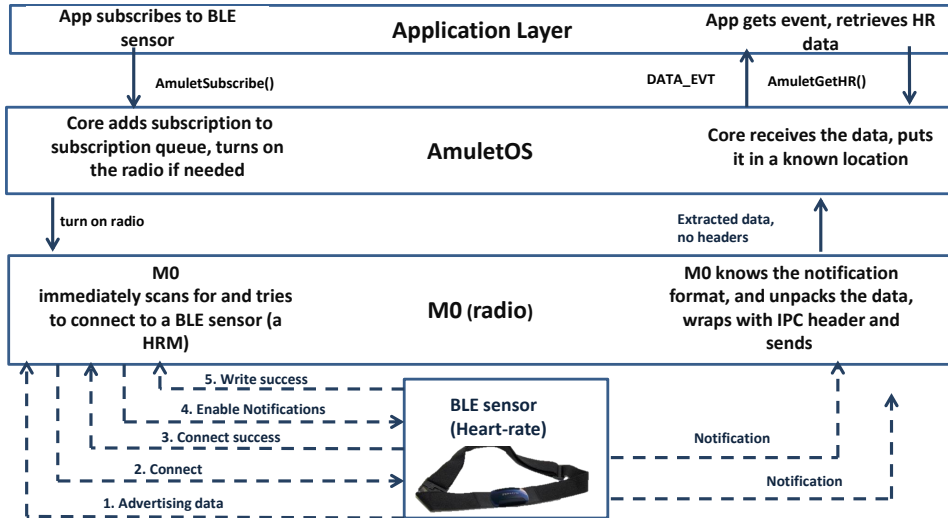 App subscribes to BLE
sensor
Application Layer
App gets event, retrieves HR
data
AmuletSubscribe()
DATA_EVT
AmuletGetHR()
Core adds subscription to
subscription queue, turns on
the radio if needed
AmuletOS
Core receives the data, puts
it in a known location
turn on radio
Extracted data,
no headers
M0
immediately scans for and tries
to connect to a BLE sensor (a
HRM)
M0 (radio)
M0 knows the notification
format, and unpacks the data,
wraps with IPC header and
sends
5. Write success
4. Enable Notifications
3. Connect success
2. Connect
1. Advertising data
BLE sensor
(Heart-rate)
Notification
Notification